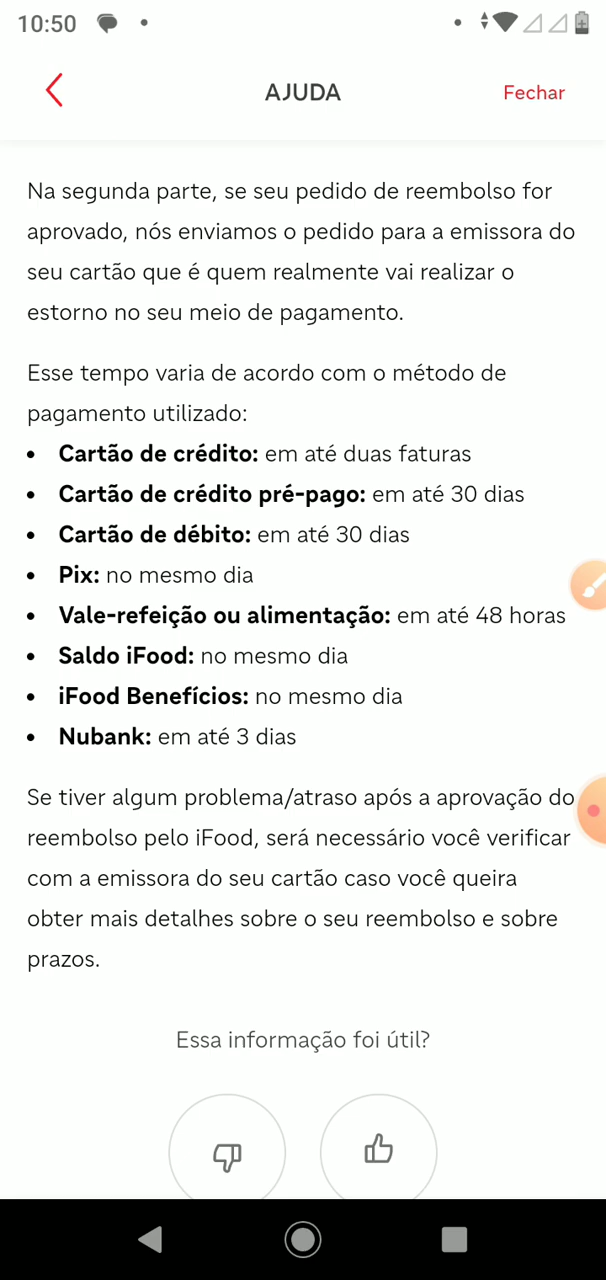 10:50
AJUDA
Fechar
Na segunda parte, se seu pedido de reembolso for
aprovado, nós enviamos o pedido para a emissora do
seu cartão que é quem realmente vai realizar o
estorno no seu meio de pagamento.
Esse tempo varia de acordo com o método de
pagamento utilizado:
• Cartão de crédito: em até duas faturas
• Cartão de crédito pré-pago: em até 30 dias
• Cartão de débito: em até 30 dias
• Pix: no mesmo dia
• Vale-refeição ou alimentação: em até 48 horas
• Saldo iFood: no mesmo dia
• iFood Benefícios: no mesmo dia
• Nubank: em até 3 dias
Se tiver algum problema/atraso após a aprovação do
reembolso pelo iFood, será necessário você verificar
com a emissora do seu cartão caso você queira
obter mais detalhes sobre o seu reembolso e sobre
prazos.
Essa informação foi útil?